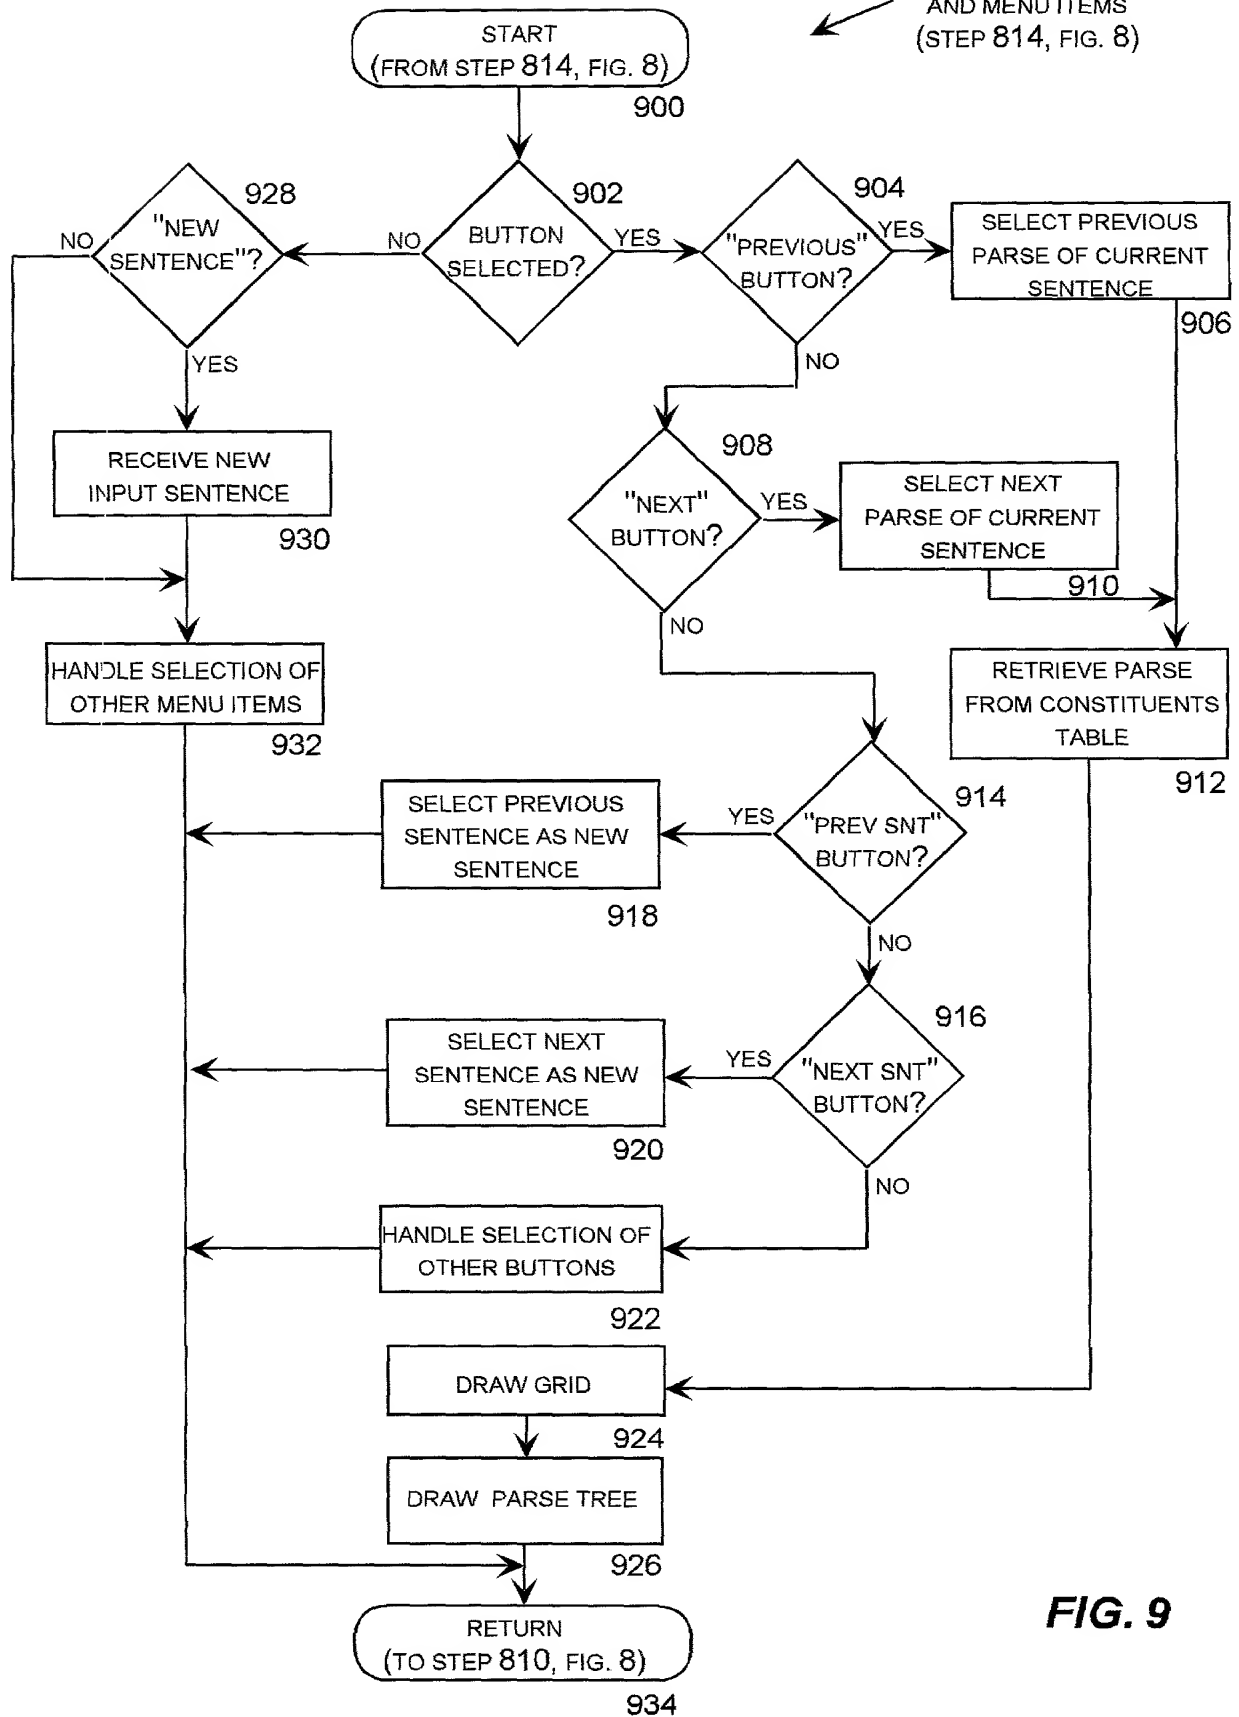 AND MENU ITEMS
(STEP 814, FIG. 8)
START
(FROM STEP 814, FIG. 8)
900
902
BUTTON
SELECTED?
NO
YES
928
"NEW
SENTENCE"?
NO
YES
904
"PREVIOUS"
BUTTON?
YES
NO
SELECT PREVIOUS
PARSE OF CURRENT
SENTENCE
906
RECEIVE NEW
INPUT SENTENCE
930
908
"NEXT"
BUTTON?
YES
NO
SELECT NEXT
PARSE OF CURRENT
SENTENCE
910
HANDLE SELECTION OF
OTHER MENU ITEMS
932
RETRIEVE PARSE
FROM CONSTITUENTS
TABLE
912
914
"PREV SNT"
BUTTON?
YES
NO
SELECT PREVIOUS
SENTENCE AS NEW
SENTENCE
918
916
"NEXT SNT"
BUTTON?
YES
NO
SELECT NEXT
SENTENCE AS NEW
SENTENCE
920
HANDLE SELECTION OF
OTHER BUTTONS
922
DRAW GRID
924
DRAW PARSE TREE
926
RETURN
(TO STEP 810, FIG. 8)
934
FIG. 9